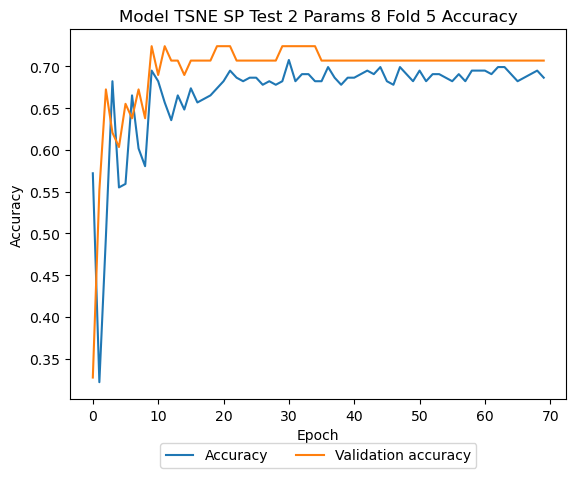 Model TSNE SP Test 2 Params 8 Fold 5 Accuracy
0.70
0.65
0.60
0.55
0.50
0.45
0.40
0.35
Accuracy
0 10 20 30 40 50 60 70
Epoch
Accuracy Validation accuracy